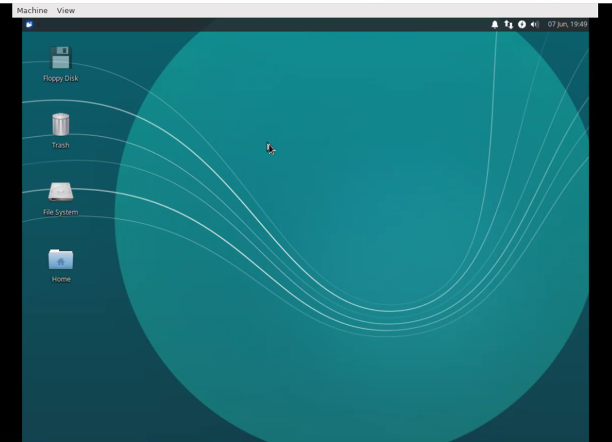 Machine View
07 Jun, 19:49
Floppy Disk
Trash
File System
Home